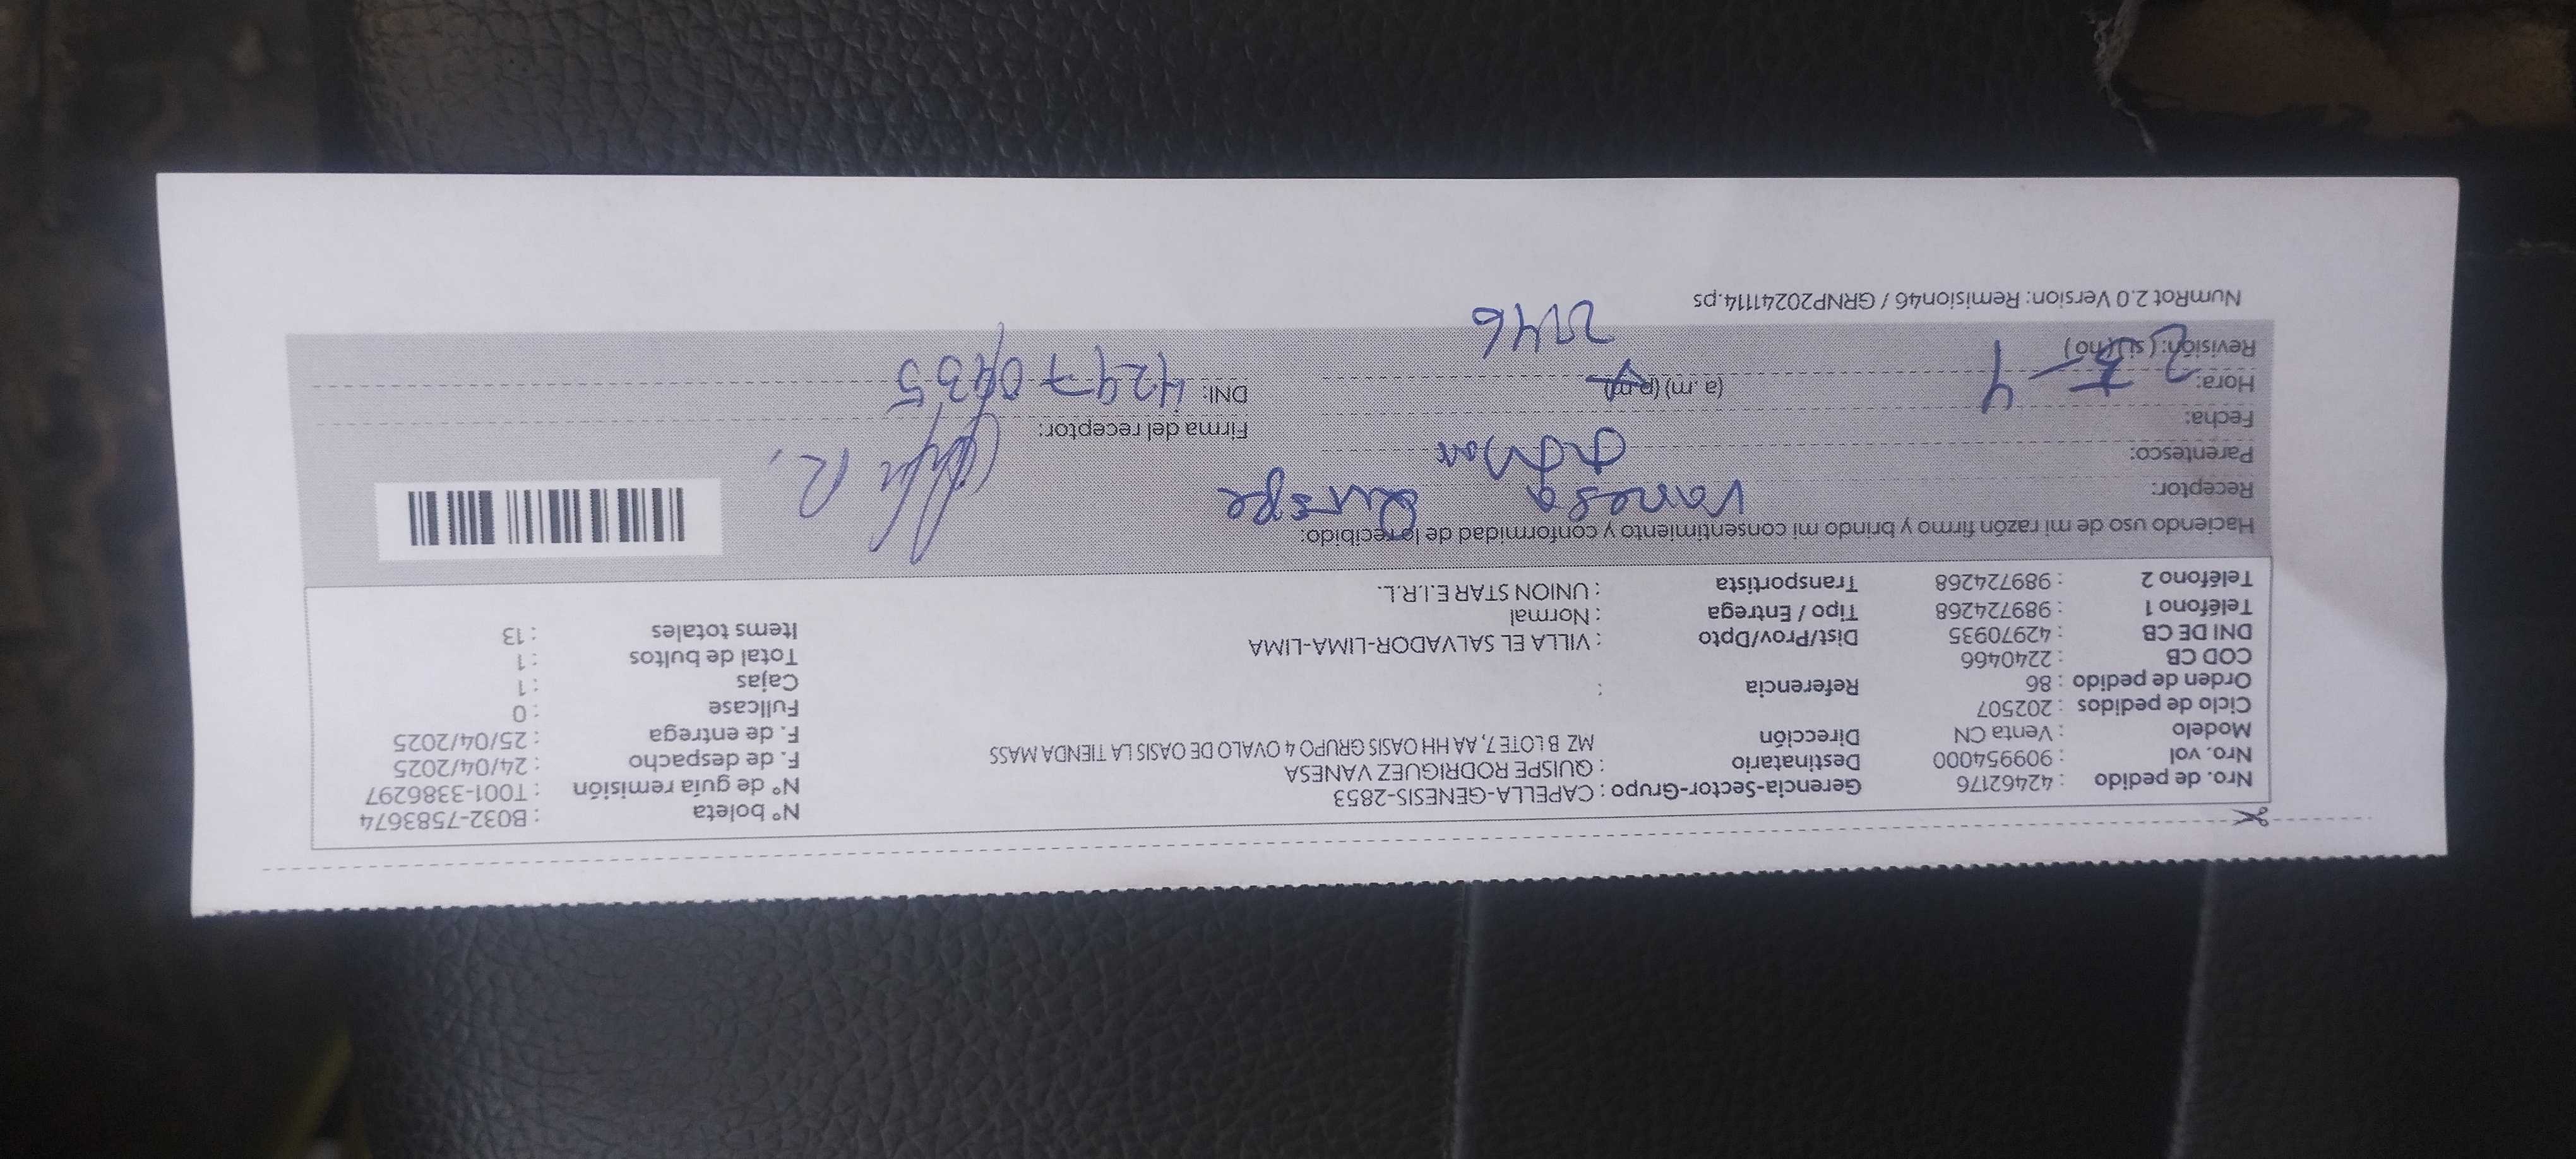 Nro. de pedido : 42462176 Gerencia-Sector-Grupo : CAPELLA-GENESIS-2853 N° boleta : B032-7583674
Nro. vol : 909954000 Destinatario : QUISPE RODRIGUEZ VANESA N° de guía remisión : T001-3386297
Modelo : Venta CN Dirección MZ B LOTE 7, AA HH OASIS GRUPO 4 OVALO DE OASIS LA TIENDA MASS F. de despacho : 24/04/2025
Ciclo de pedidos : 202507 F. de entrega : 25/04/2025
Orden de pedido : 86 Referencia : Fullcase : 0
COD CB : 2240466 Cajas : 1
DNI DE CB : 42970935 Dist/Prov/Dpto : VILLA EL SALVADOR-LIMA-LIMA Total de bultos : 1
Teléfono 1 : 989724268 Tipo / Entrega : Normal Items totales : 13
Teléfono 2 : 989724268 Transportista : UNION STAR E.I.R.L.
Haciendo uso de mi razón firmo y brindo mi consentimiento y conformidad de lo recibido:
Receptor: Vanesa Quispe
Parentesco:
Fecha: Firma del receptor:
Hora: (a.m) (p.m) DNI: 42970935
Revisión: ( si ) ( no )
NumRot 2.0 Version: Remision46 / GRNP20241114.ps